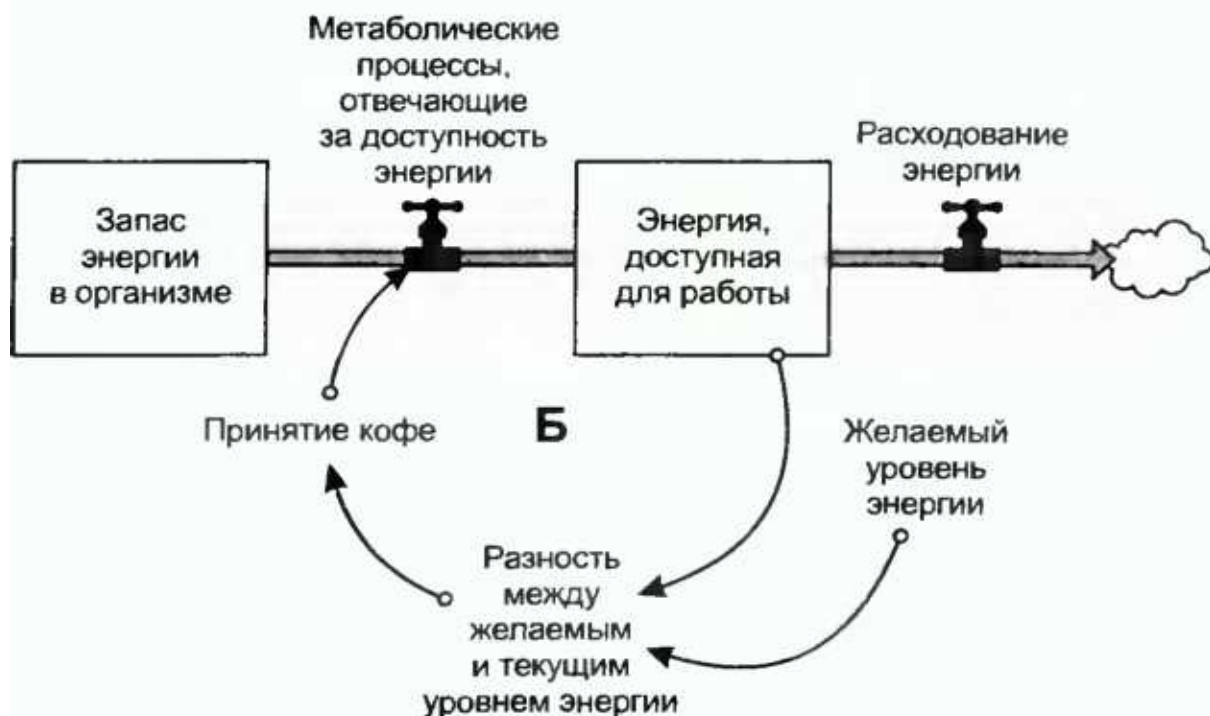 Метаболические
процессы,
отвечающие
за доступность
энергии
Расходование
энергии
Запас
энергии
в организме
Энергия,
доступная
для работы
Принятие кофе
Б
Желаемый
уровень
энергии
Разность
между
желаемым
и текущим
уровнем энергии